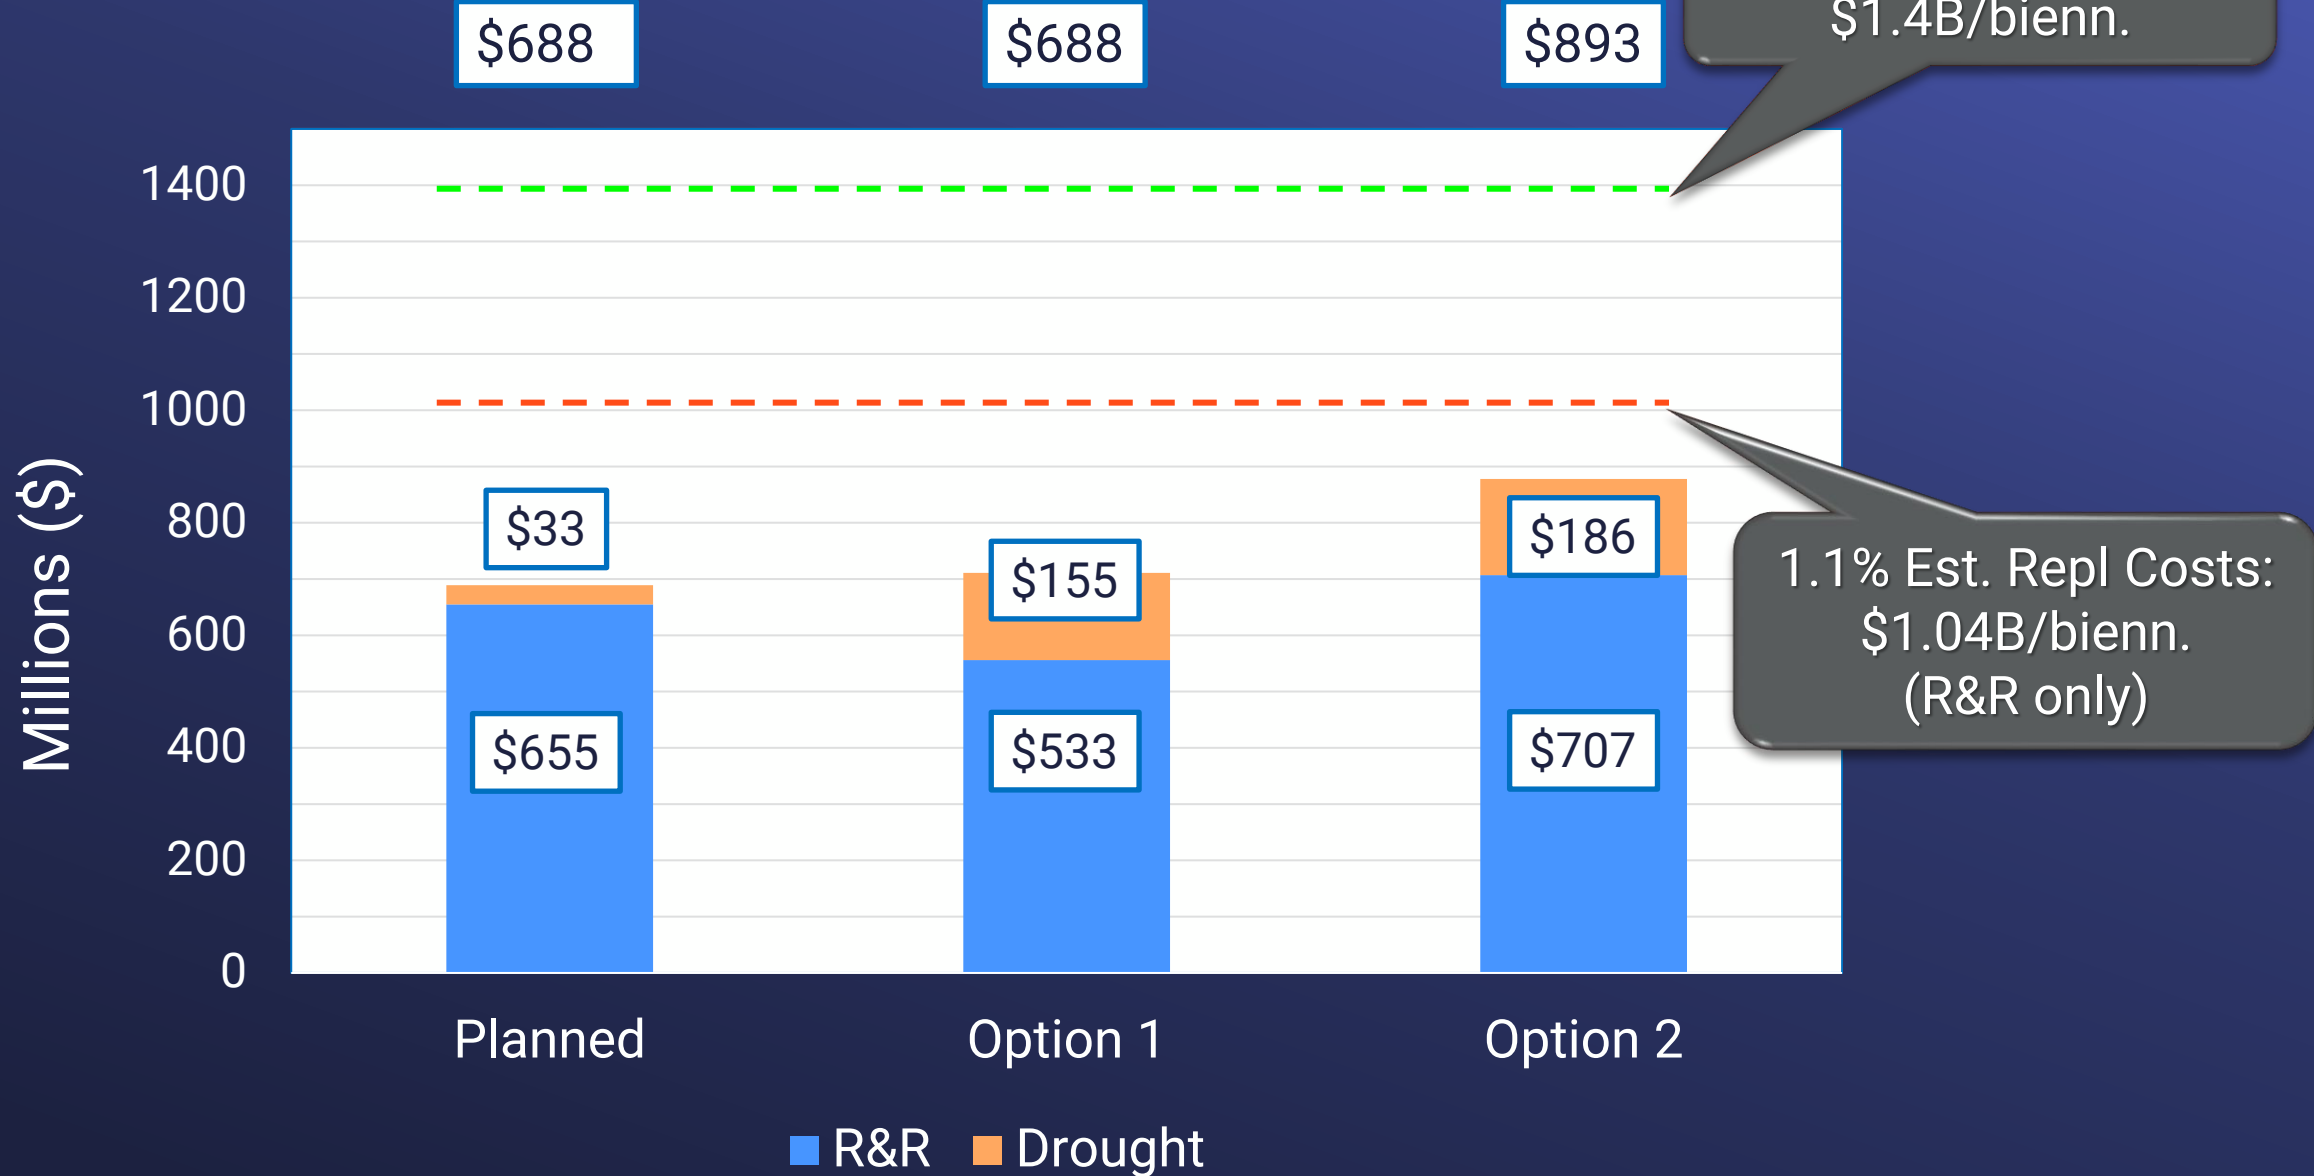 $688
$688
$893
$1.4B/bienn.
1400
1200
1000
800
600
400
200
0
Millions ($)
$33
$155
$186
$655
$533
$707
1.1% Est. Repl Costs:
$1.04B/bienn.
(R&R only)
Planned
Option 1
Option 2
R&R
Drought